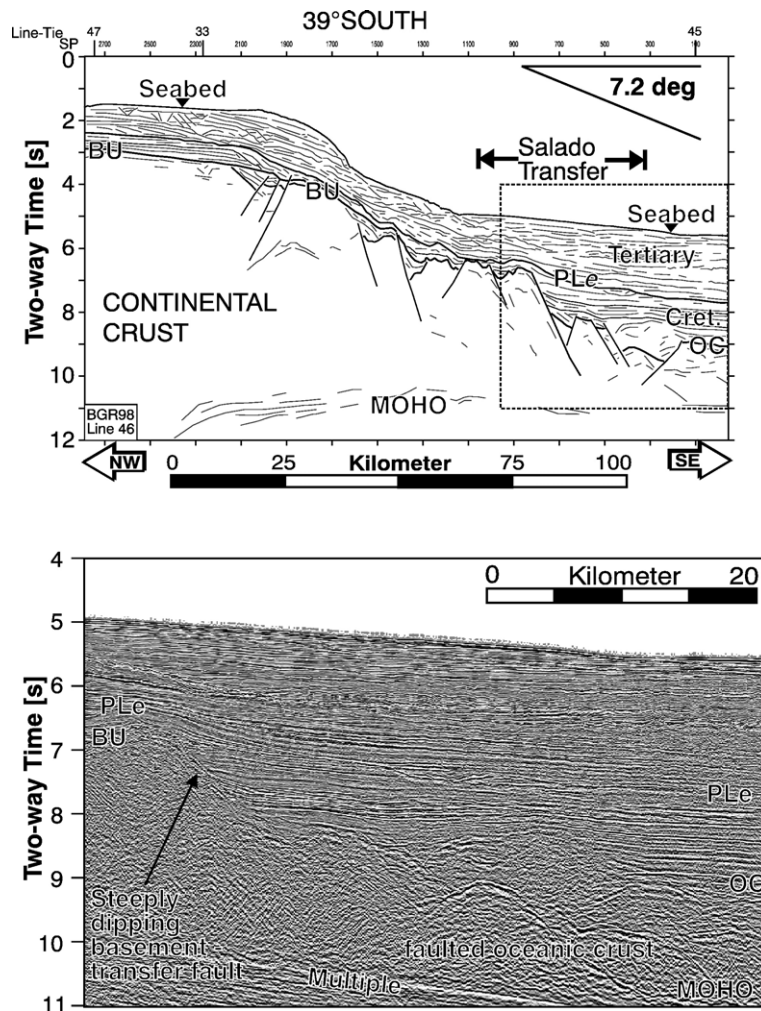 39°SOUTH
Line-Tie 47 33 45
SP 2700 2500 2300 2100 1900 1700 1500 1300 1100 900 700 500 300
0
2
4
6
8
10
12
Two-way Time [s]
Seabed
7.2 deg
BU
Salado
Transfer
BU
Seabed
Tertiary
PLe
CONTINENTAL
CRUST
Cret.
OC
MOHO
BGR98
Line 46
NW
0 25 Kilometer 75 100
SE
4
5
6
7
8
9
10
11
Two-way Time [s]
0 Kilometer 20
PLe
BU
PLe
OC
Steeply
dipping
basement
transfer fault
faulted oceanic crust
Multiple
MOHO